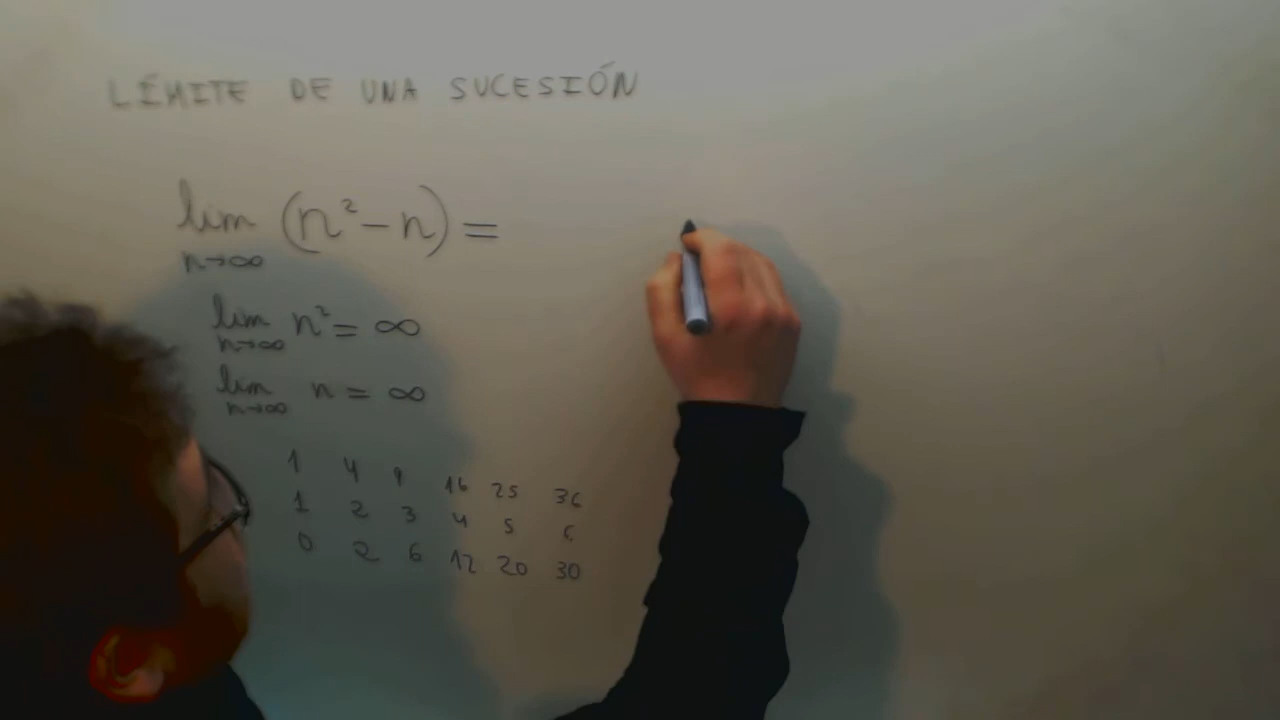 LÍMITE DE UNA SUCESIÓN
lim (n² - n) =
n→∞
lim n² = ∞
n→∞
lim n = ∞
n→∞
1 4 9 16 25 36
1 2 3 4 5 6
0 2 6 12 20 30